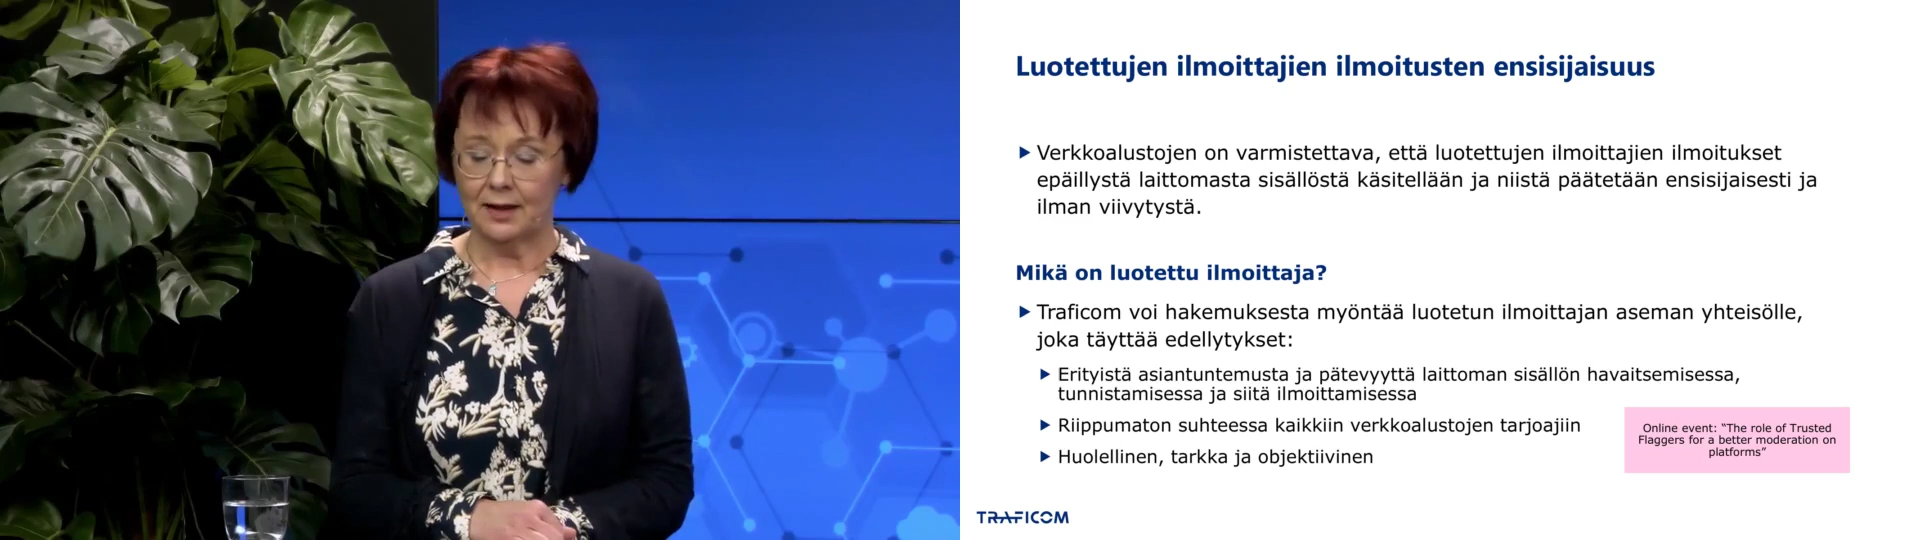 Luotettujen ilmoittajien ilmoitusten ensisijaisuus
Verkkoalustojen on varmistettava, että luotettujen ilmoittajien ilmoitukset
epäillystä laittomasta sisällöstä käsitellään ja niistä päätetään ensisijaisesti ja
ilman viivytystä.
Mikä on luotettu ilmoittaja?
Traficom voi hakemuksesta myöntää luotetun ilmoittajan aseman yhteisölle,
joka täyttää edellytykset:
Erityistä asiantuntemusta ja pätevyyttä laittoman sisällön havaitsemisessa,
tunnistamisessa ja siitä ilmoittamisessa
Riippumaton suhteessa kaikkiin verkkoalustojen tarjoajiin
Huolellinen, tarkka ja objektiivinen
Online event: “The role of Trusted
Flaggers for a better moderation on
platforms”
TRAFICOM